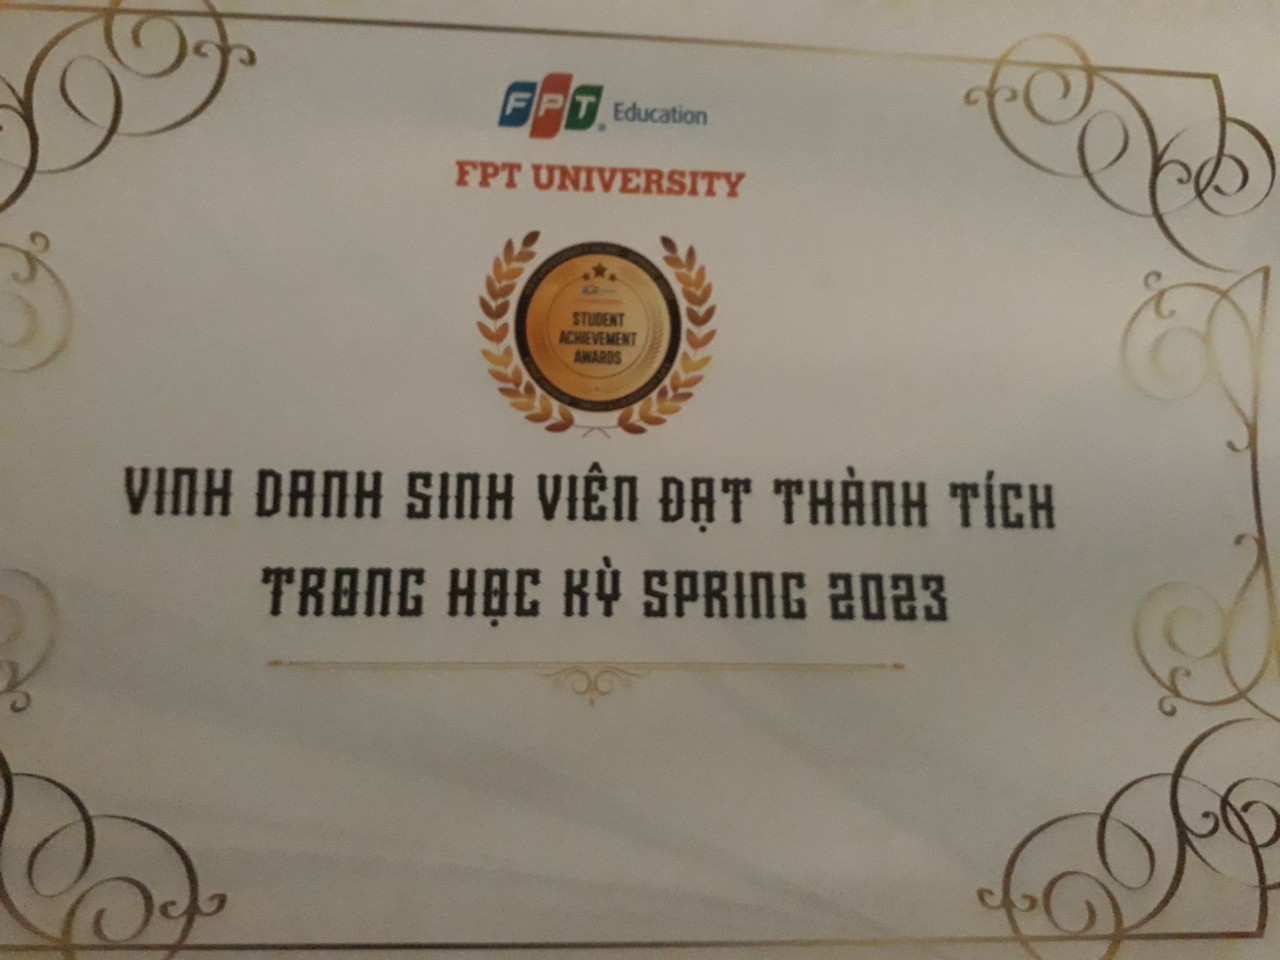 FPT Education
FPT UNIVERSITY
STUDENT
ACHIEVEMENT
AWARDS
VINH DANH SINH VIÊN ĐẠT THÀNH TÍCH
TRONG HỌC KỲ SPRING 2023